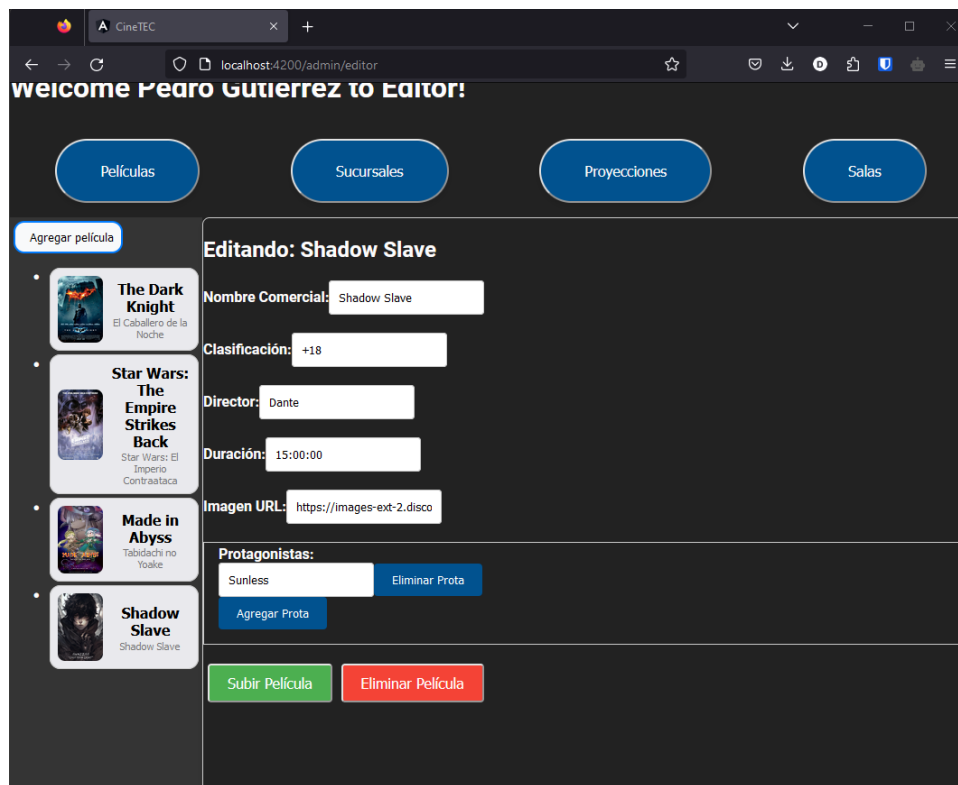 CineTEC
localhost:4200/admin/editor
Welcome Pedro Gutierrez to Editor!
Películas
Sucursales
Proyecciones
Salas
Agregar película
The Dark
Knight
El Caballero de la
Noche
Star Wars:
The
Empire
Strikes
Back
Star Wars: El
Imperio
Contraataca
Made in
Abyss
Tabidachi no
Yoake
Shadow
Slave
Shadow Slave
Editando: Shadow Slave
Nombre Comercial: Shadow Slave
Clasificación: +18
Director: Dante
Duración: 15:00:00
Imagen URL: https://images-ext-2.disco
Protagonistas:
Sunless Eliminar Prota
Agregar Prota
Subir Película Eliminar Película